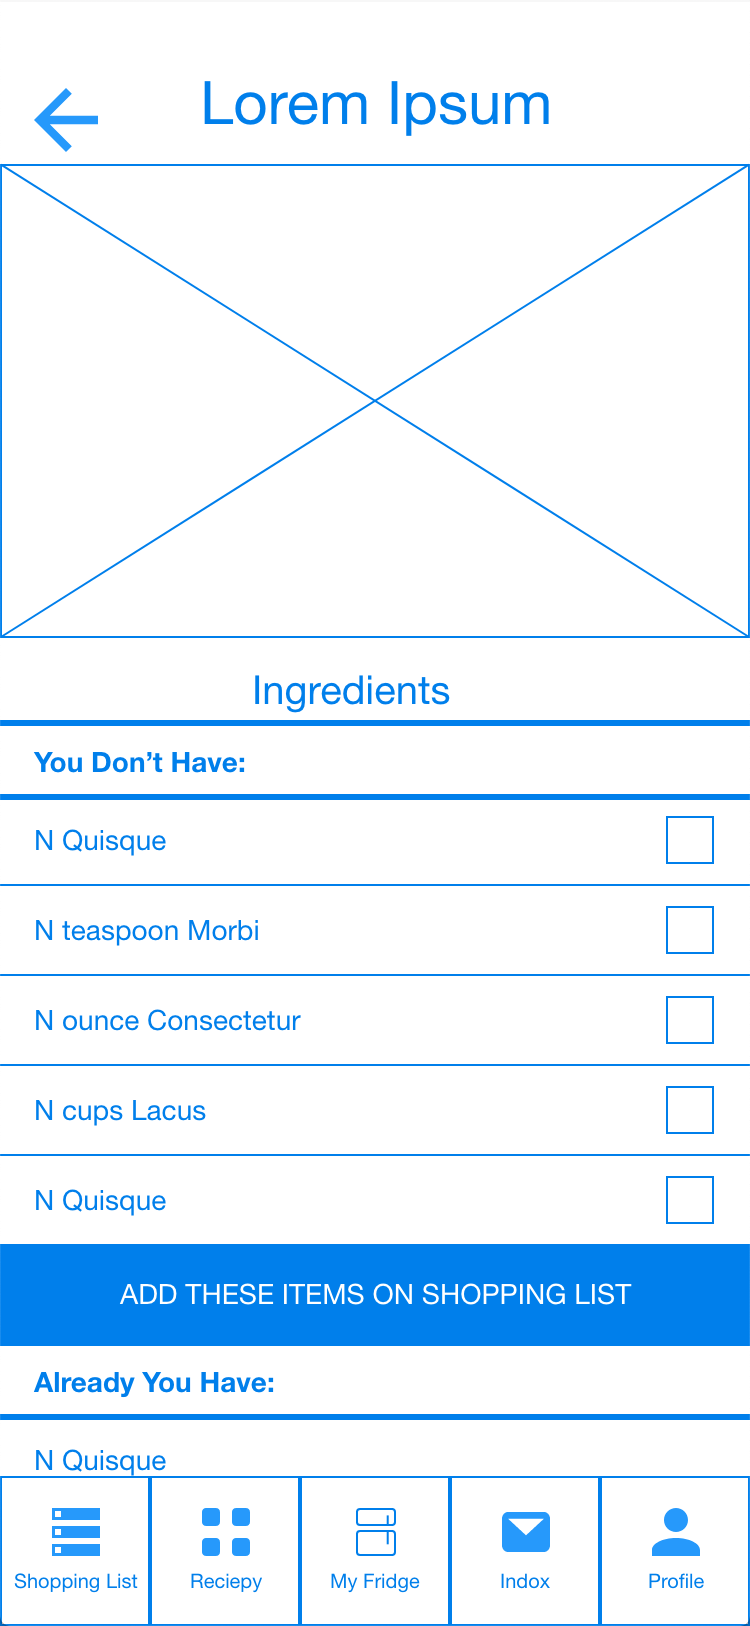 Lorem Ipsum
Ingredients
You Don’t Have:
N Quisque
N teaspoon Morbi
N ounce Consectetur
N cups Lacus
N Quisque
ADD THESE ITEMS ON SHOPPING LIST
Already You Have:
N Quisque
Shopping List
Reciepy
My Fridge
Indox
Profile